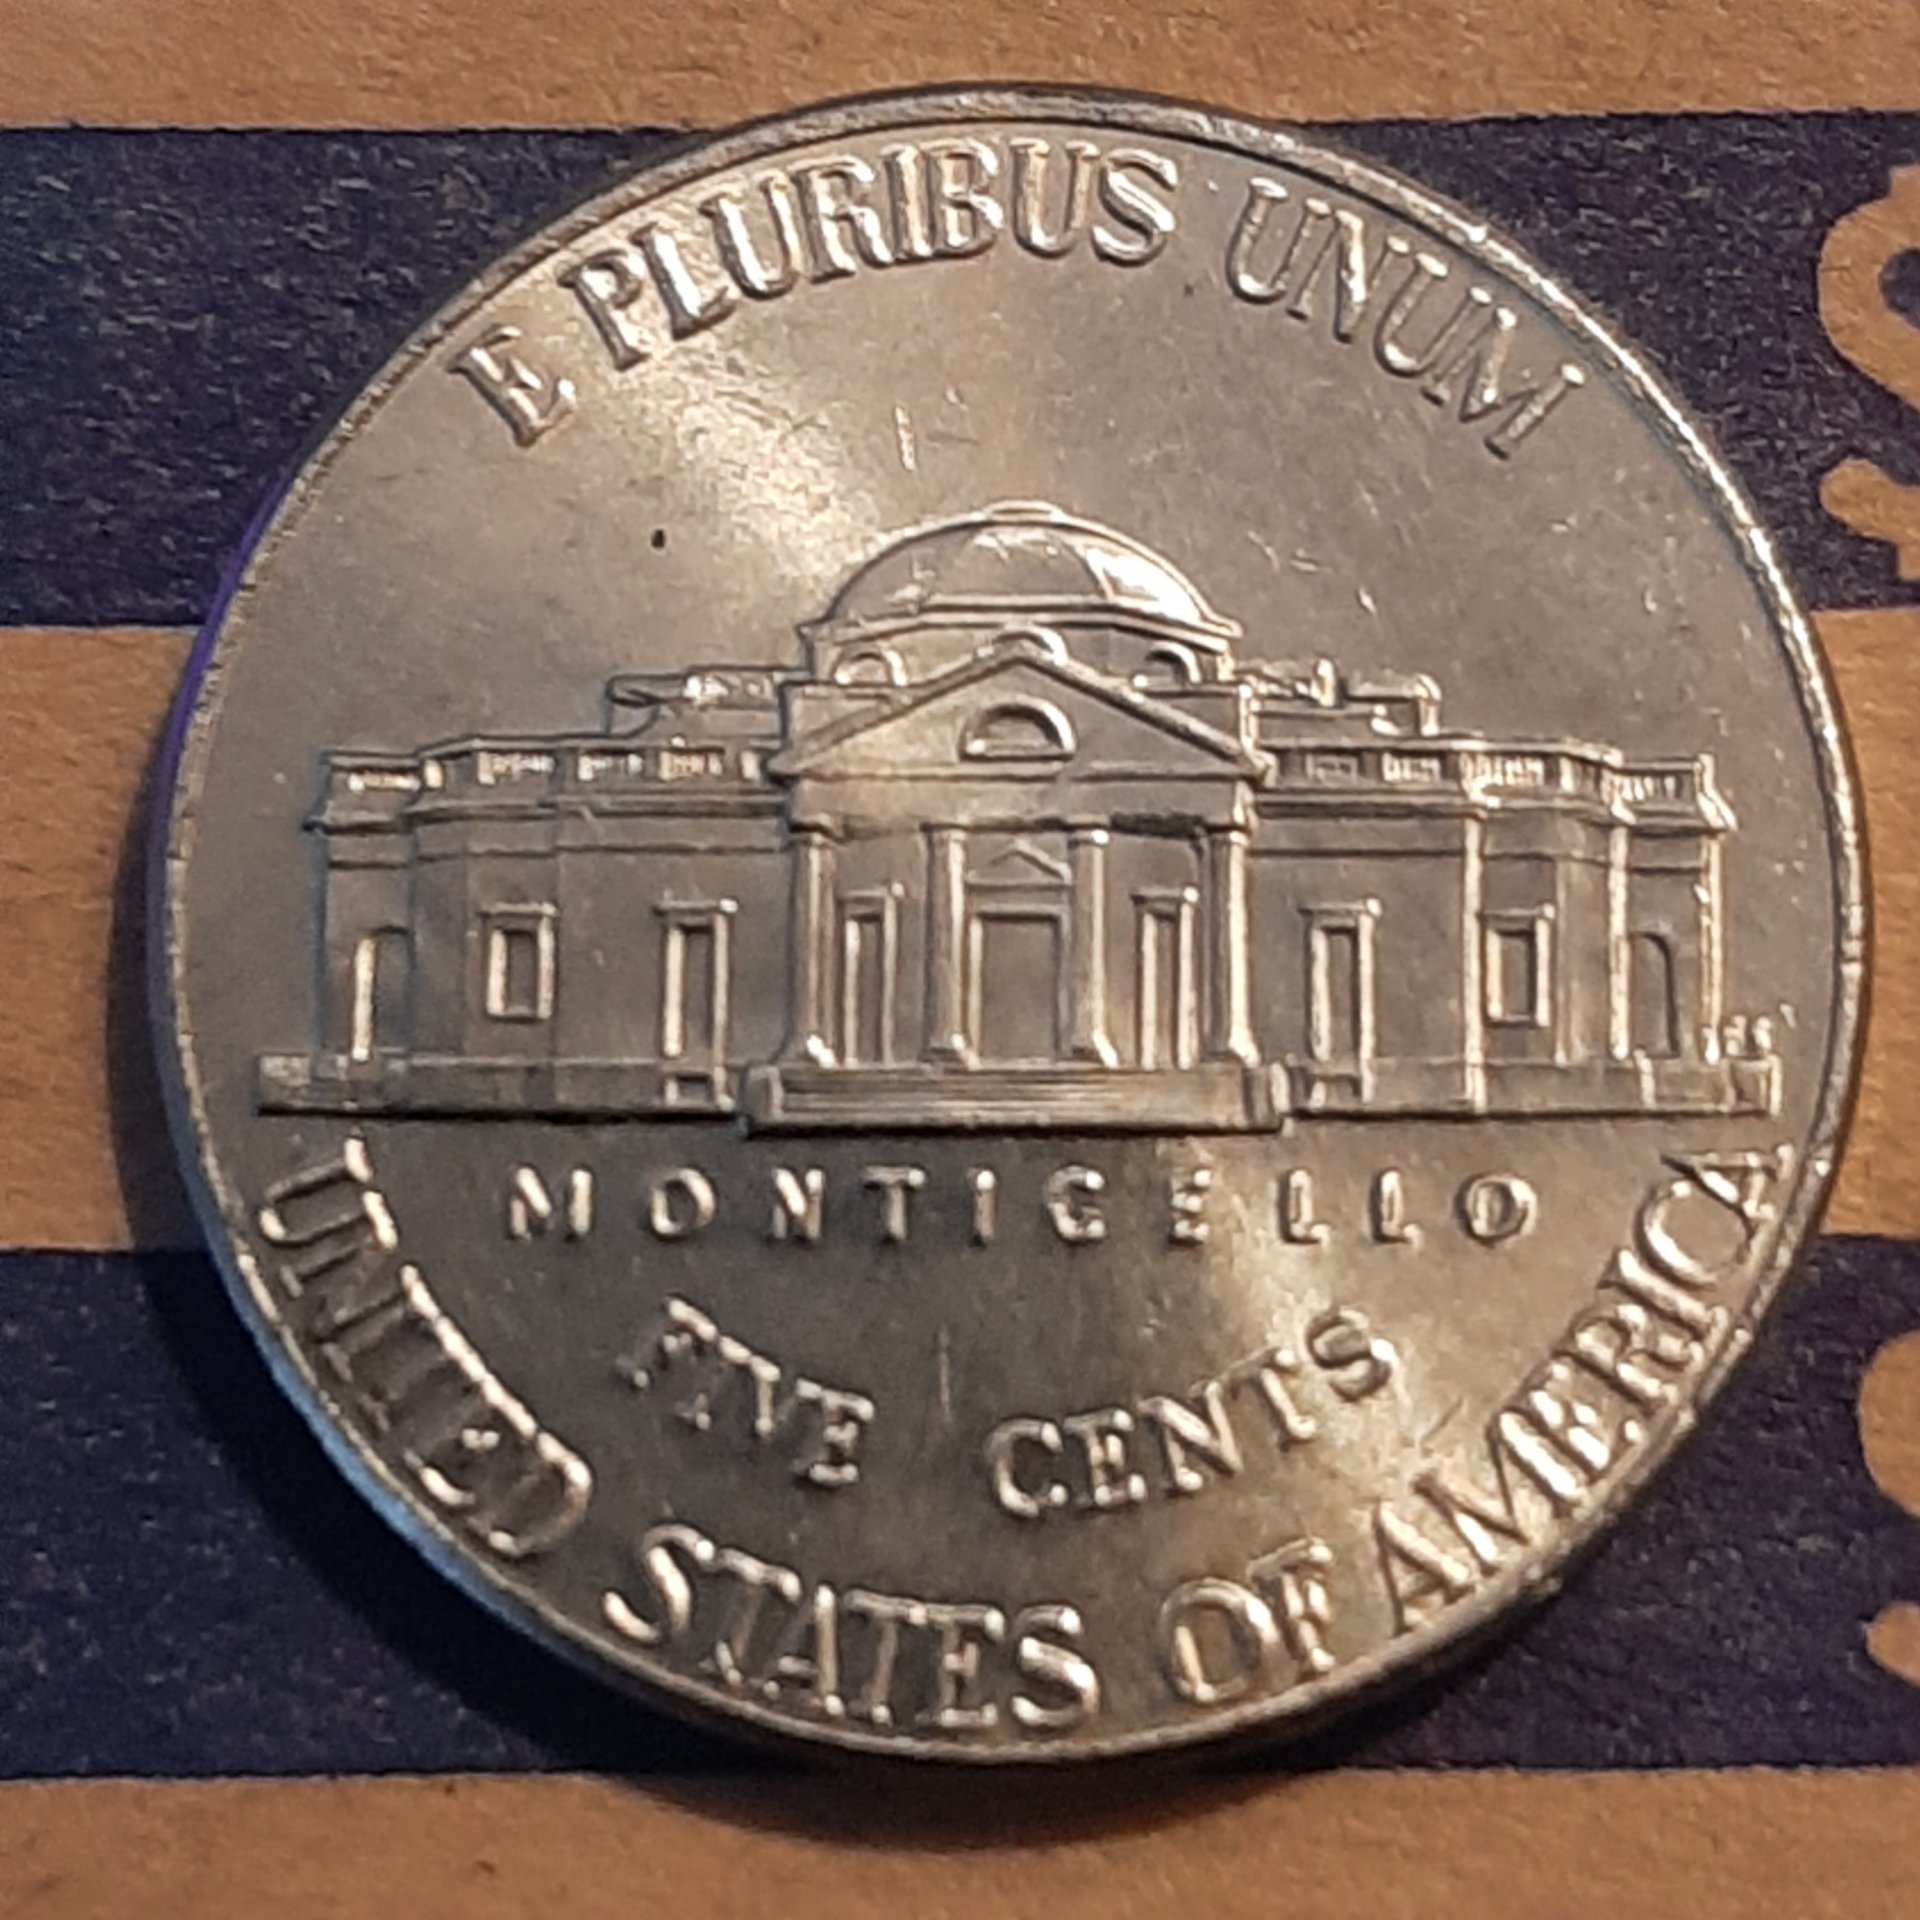 E PLURIBUS UNUM
MONTICELLO
FIVE CENTS
UNITED STATES OF AMERICA